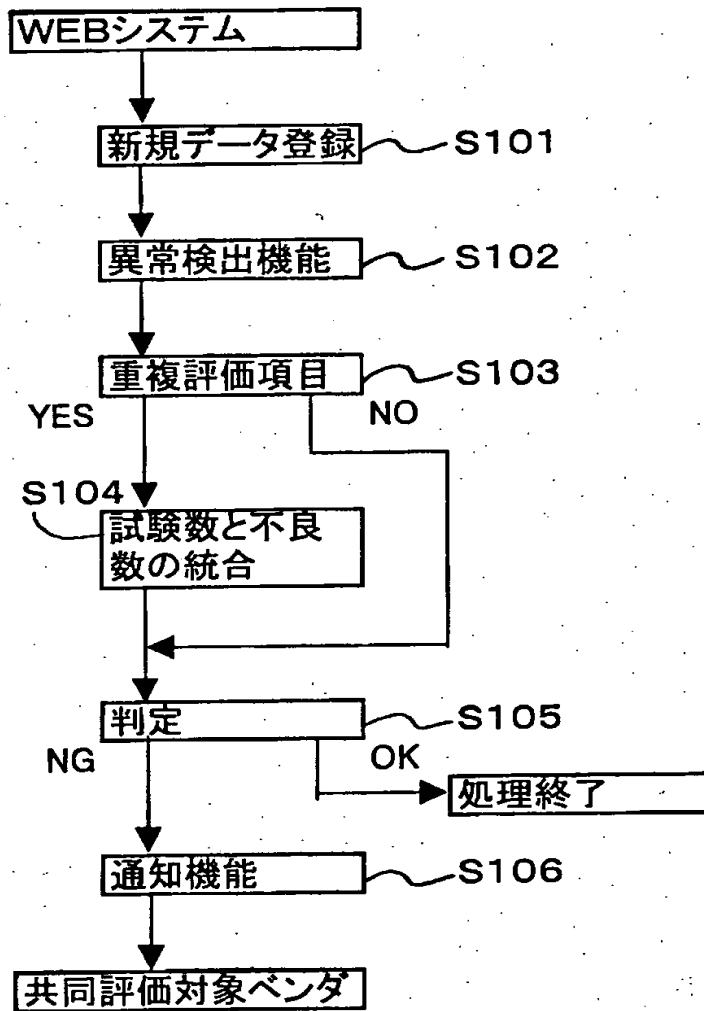 WEBシステム
新規データ登録
S101
異常検出機能
S102
重複評価項目
S103
YES
NO
S104
試験数と不良
数の統合
判定
S105
NG
OK
処理終了
通知機能
S106
共同評価対象ベンダ